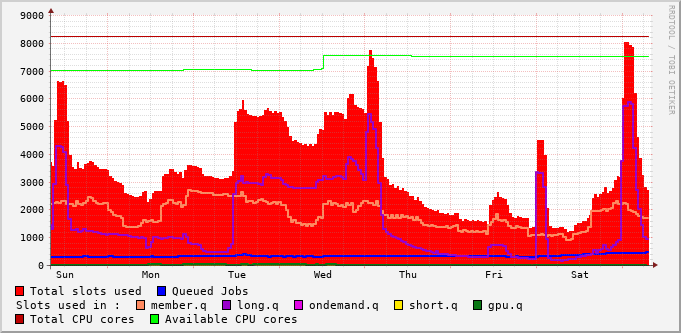 9000
8000
7000
6000
5000
4000
3000
2000
1000
0
Sun Mon Tue Wed Thu Fri Sat
RRDTOOL / TOBI OETIKER
Total slots used Queued Jobs
Slots used in : member.q long.q ondemand.q short.q gpu.q
Total CPU cores Available CPU cores